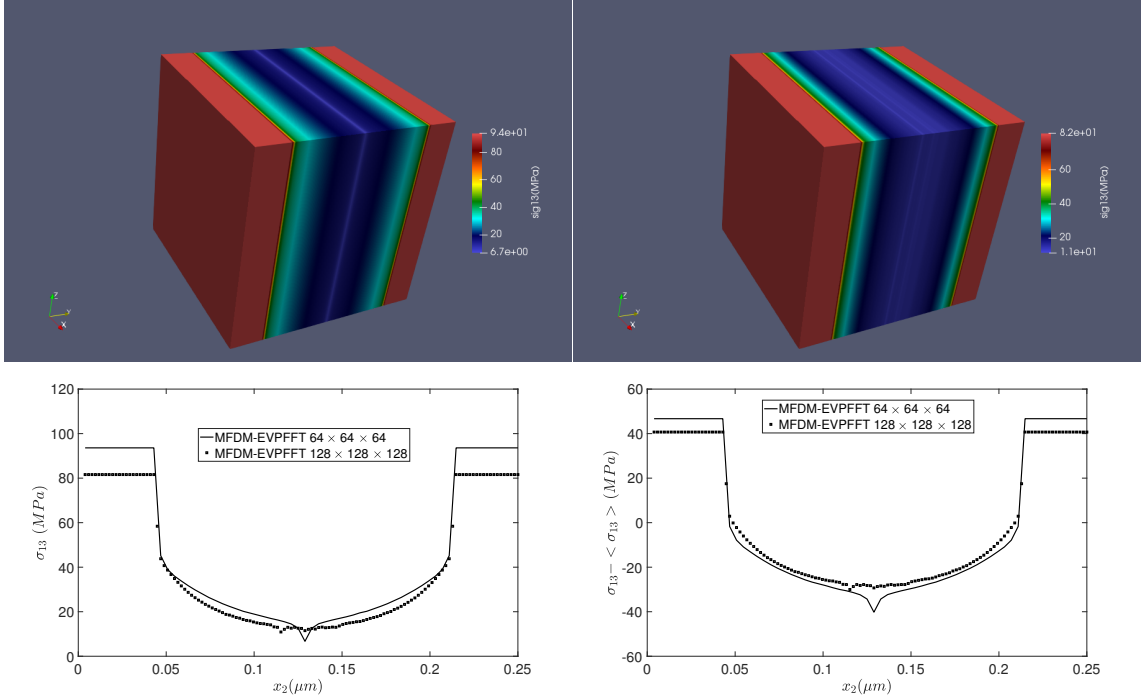 9.4e+01
80
60
40
20
6.7e+00
sig13(MPa)
Z
Y
X
8.2e+01
80
60
40
20
1.1e+01
sig13(MPa)
Z
Y
X
120
100
80
60
40
20
0
σ13 (MPa)
MFDM-EVPFFT 64 × 64 × 64
MFDM-EVPFFT 128 × 128 × 128
0 0.05 0.1 0.15 0.2 0.25
x2(μm)
60
40
20
0
-20
-40
-60
σ13− < σ13 > (MPa)
MFDM-EVPFFT 64 × 64 × 64
MFDM-EVPFFT 128 × 128 × 128
0 0.05 0.1 0.15 0.2 0.25
x2(μm)